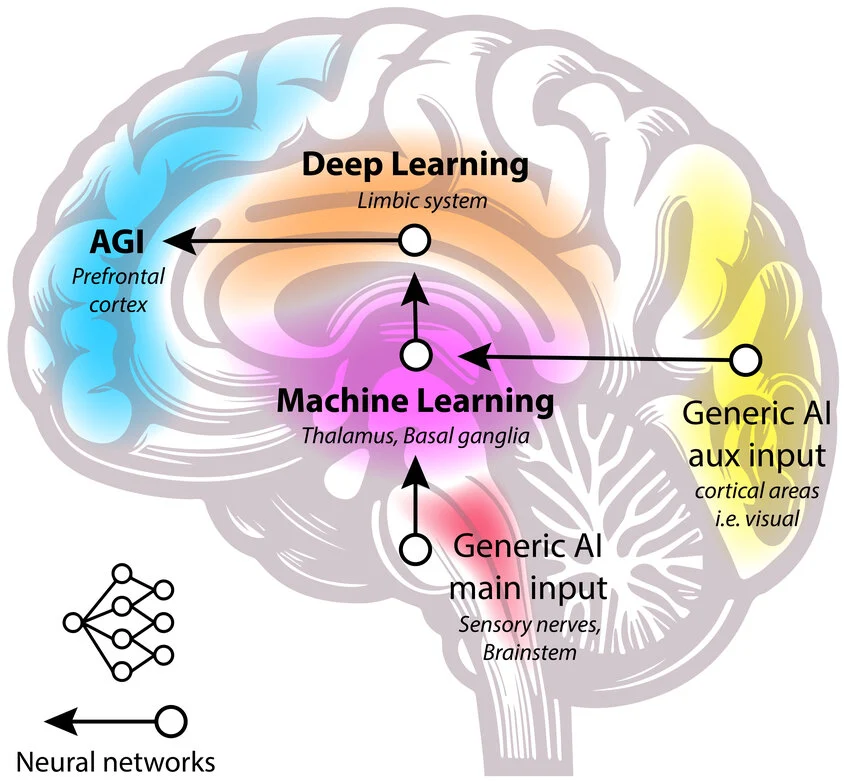 Deep Learning
Limbic system
AGI
Prefrontal
cortex
Machine Learning
Thalamus, Basal ganglia
Generic AI
aux input
cortical areas
i.e. visual
Generic AI
main input
Sensory nerves,
Brainstem
Neural networks